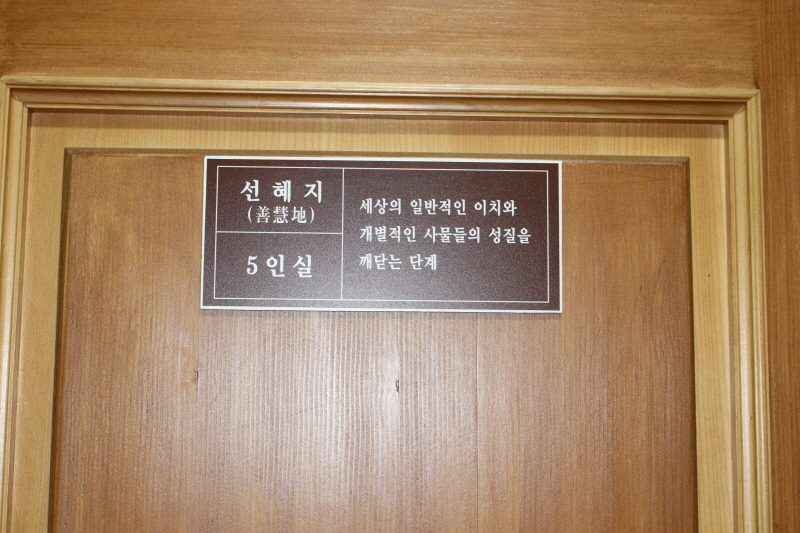 선혜지
(善慧地)
5인실
세상의 일반적인 이치와
개별적인 사물들의 성질을
깨닫는 단계